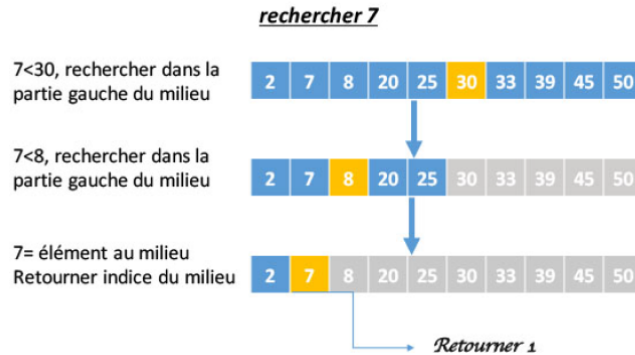 rechercher 7
7<30, rechercher dans la
partie gauche du milieu
2 7 8 20 25 30 33 39 45 50
7<8, rechercher dans la
partie gauche du milieu
2 7 8 20 25 30 33 39 45 50
7= élément au milieu
Retourner indice du milieu
2 7 8 20 25 30 33 39 45 50
Retourner 1